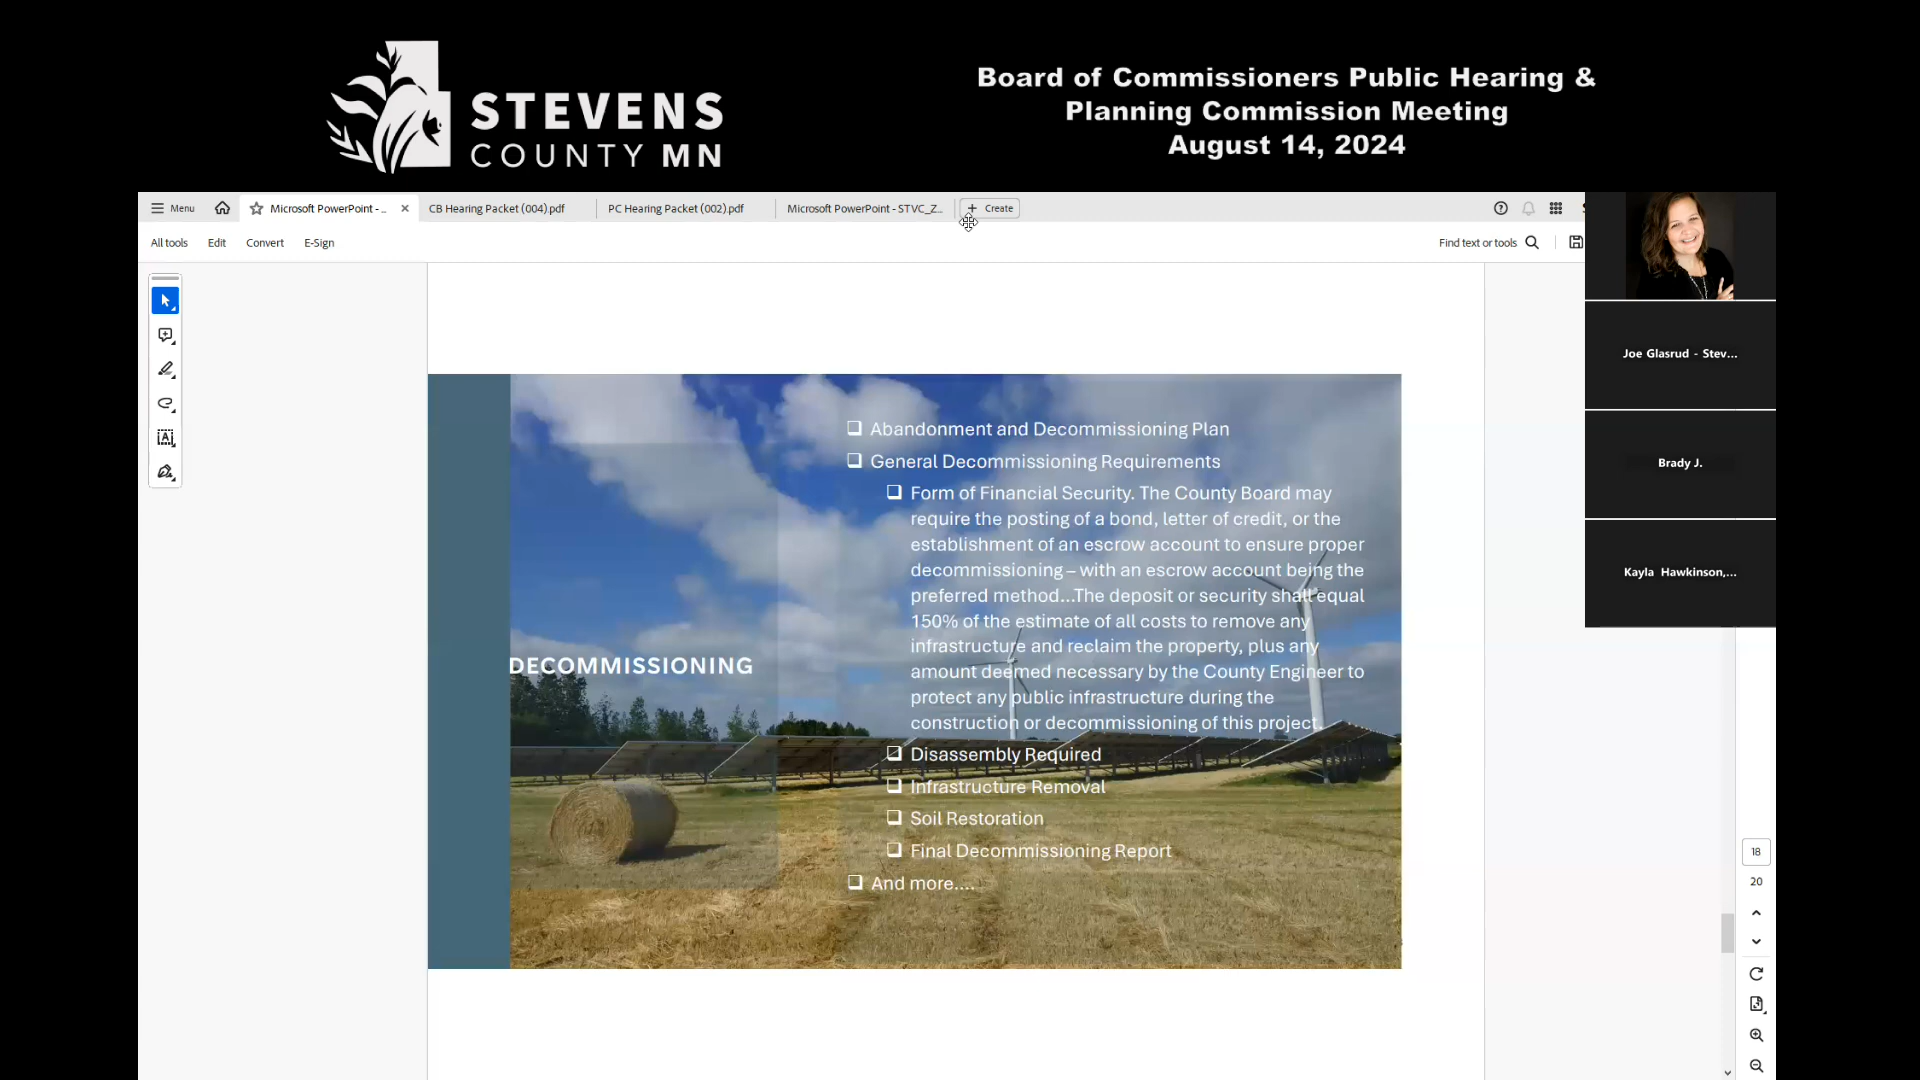 STEVENS
COUNTY MN
Board of Commissioners Public Hearing &
Planning Commission Meeting
August 14, 2024
Menu
Microsoft PowerPoint - ...
CB Hearing Packet (004).pdf
PC Hearing Packet (002).pdf
Microsoft PowerPoint - STVC_Z...
Create
All tools
Edit
Convert
E-Sign
Find text or tools
Joe Glasrud - Stev...
Brady J.
Kayla Hawkinson,...
DECOMMISSIONING
Abandonment and Decommissioning Plan
General Decommissioning Requirements
Form of Financial Security. The County Board may
require the posting of a bond, letter of credit, or the
establishment of an escrow account to ensure proper
decommissioning – with an escrow account being the
preferred method...The deposit or security shall equal
150% of the estimate of all costs to remove any
infrastructure and reclaim the property, plus any
amount deemed necessary by the County Engineer to
protect any public infrastructure during the
construction or decommissioning of this project.
Disassembly Required
Infrastructure Removal
Soil Restoration
Final Decommissioning Report
And more....
18
20